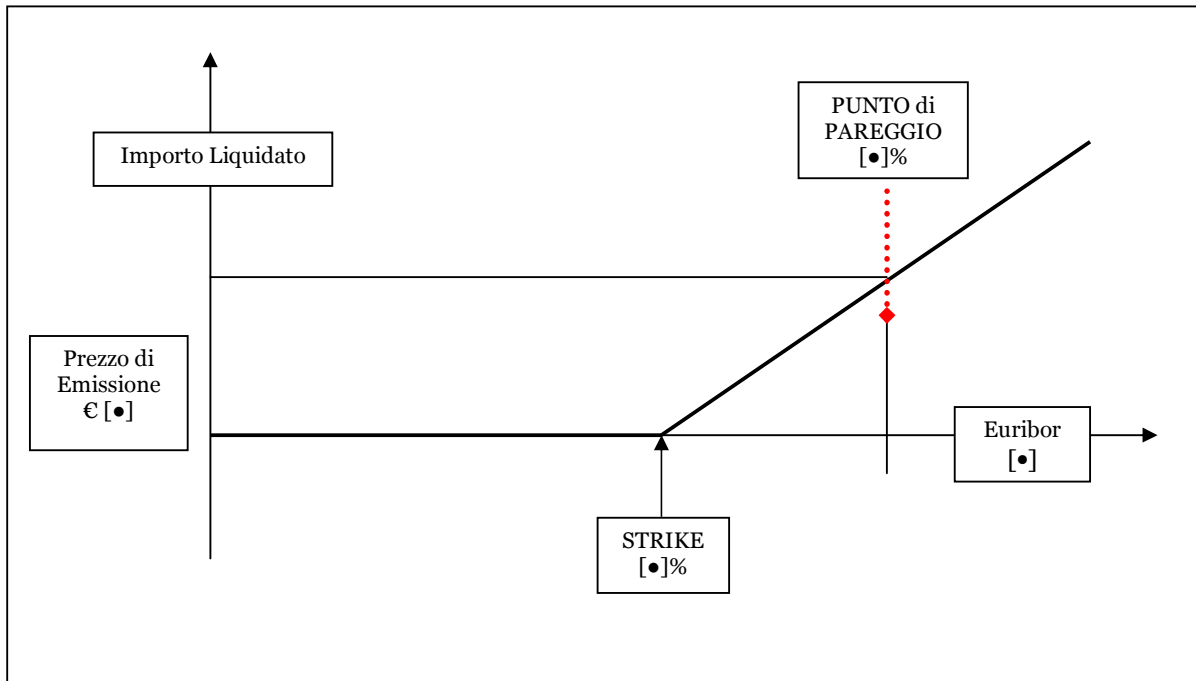 PUNTO di
PAREGGIO
[●]%
Importo Liquidato
Prezzo di
Emissione
€ [●]
Euribor
[●]
STRIKE
[●]%